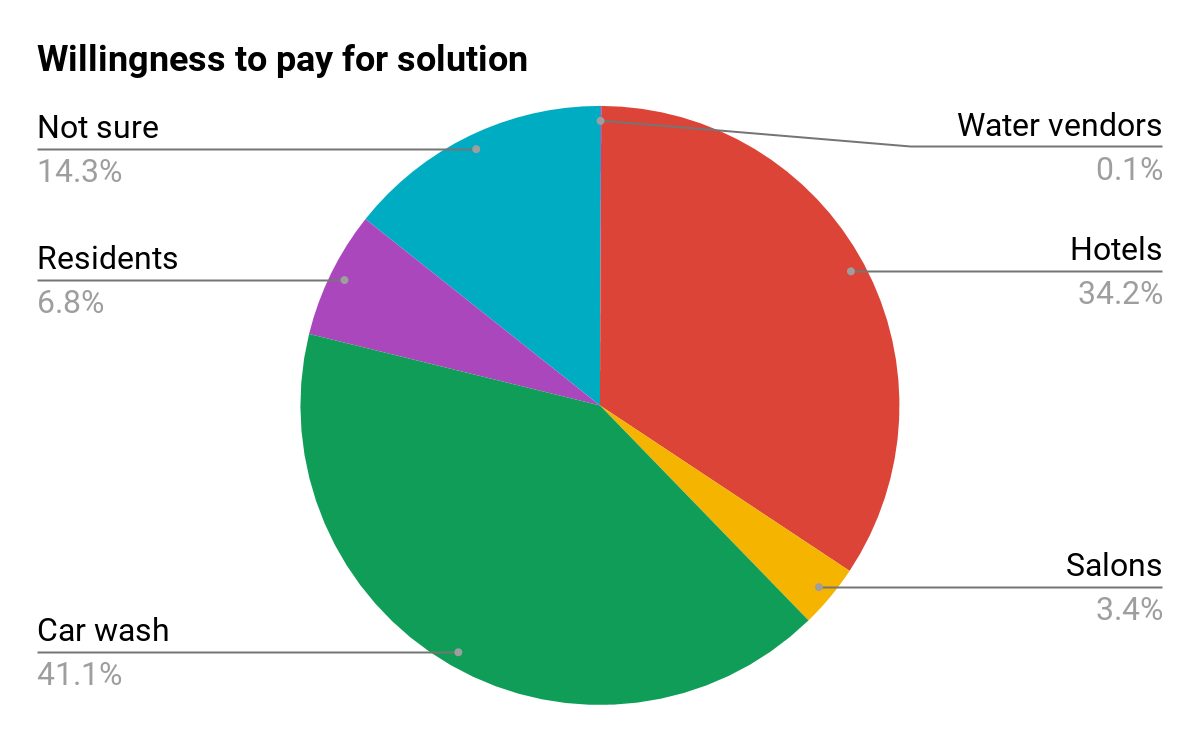 Willingness to pay for solution
Not sure
14.3%
Residents
6.8%
Car wash
41.1%
Water vendors
0.1%
Hotels
34.2%
Salons
3.4%